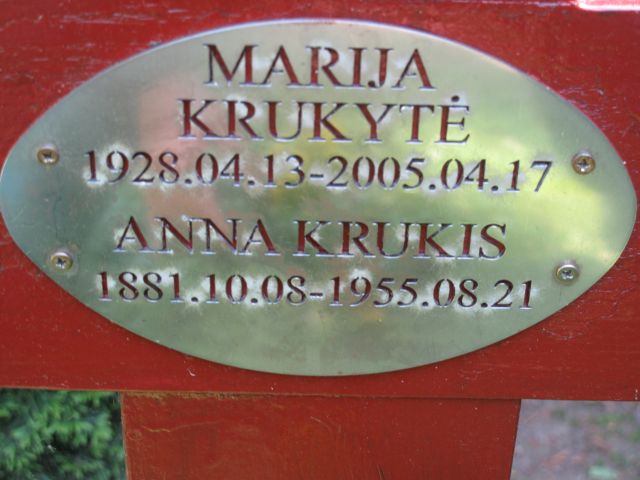 MARIJA
KRUKYTĖ
1928.04.13-2005.04.17
ANNA KRUKIS
1881.10.08-1955.08.21